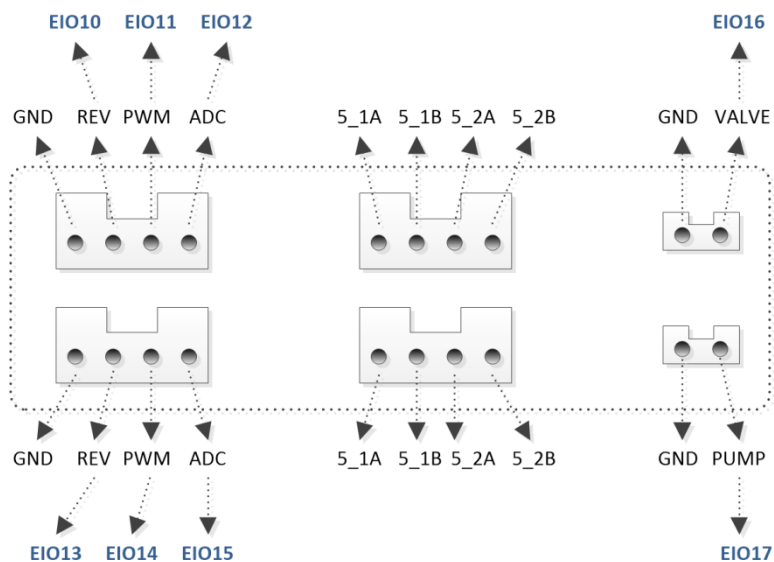 EIO10 EIO11 EIO12 EIO16
GND REV PWM ADC 5_1A 5_1B 5_2A 5_2B GND VALVE
GND REV PWM ADC 5_1A 5_1B 5_2A 5_2B GND PUMP
EIO13 EIO14 EIO15 EIO17